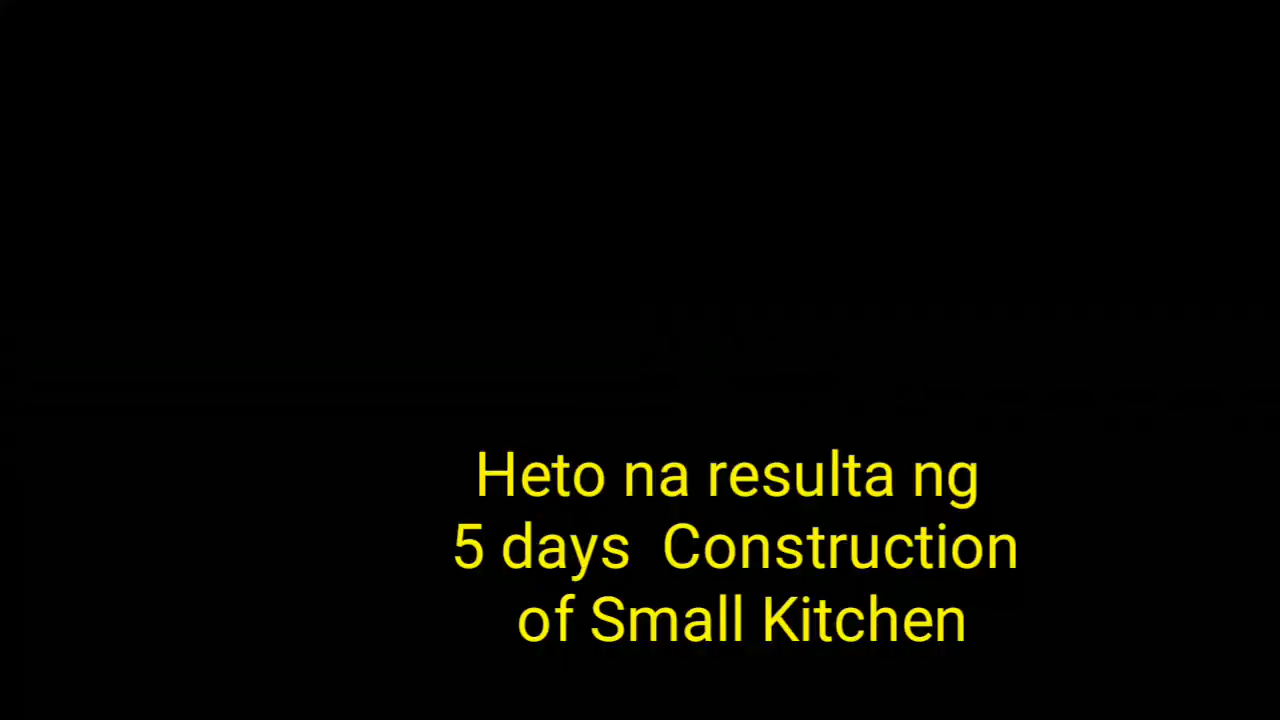 Heto na resulta ng
5 days  Construction
of Small Kitchen